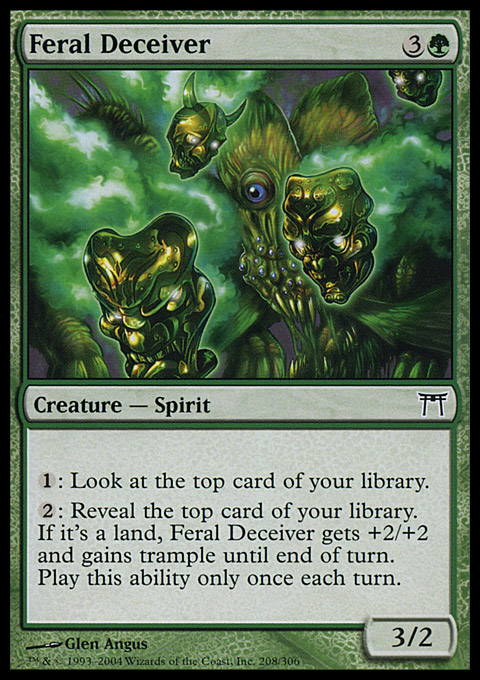 Feral Deceiver 3
Creature — Spirit
1: Look at the top card of your library.
2: Reveal the top card of your library.
If it's a land, Feral Deceiver gets +2/+2
and gains trample until end of turn.
Play this ability only once each turn.
Glen Angus
3/2
™ & © 1993–2004 Wizards of the Coast, Inc. 208/306